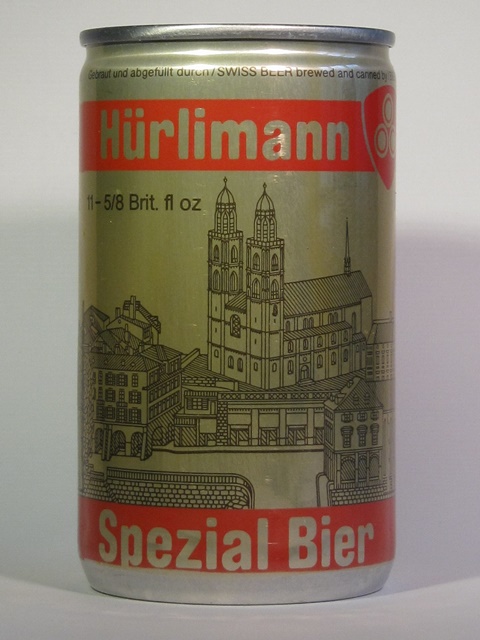 Gebraut und abgefüllt durch / SWISS BEER brewed and canned by
Hürlimann
11-5/8 Brit. fl oz
Spezial Bier